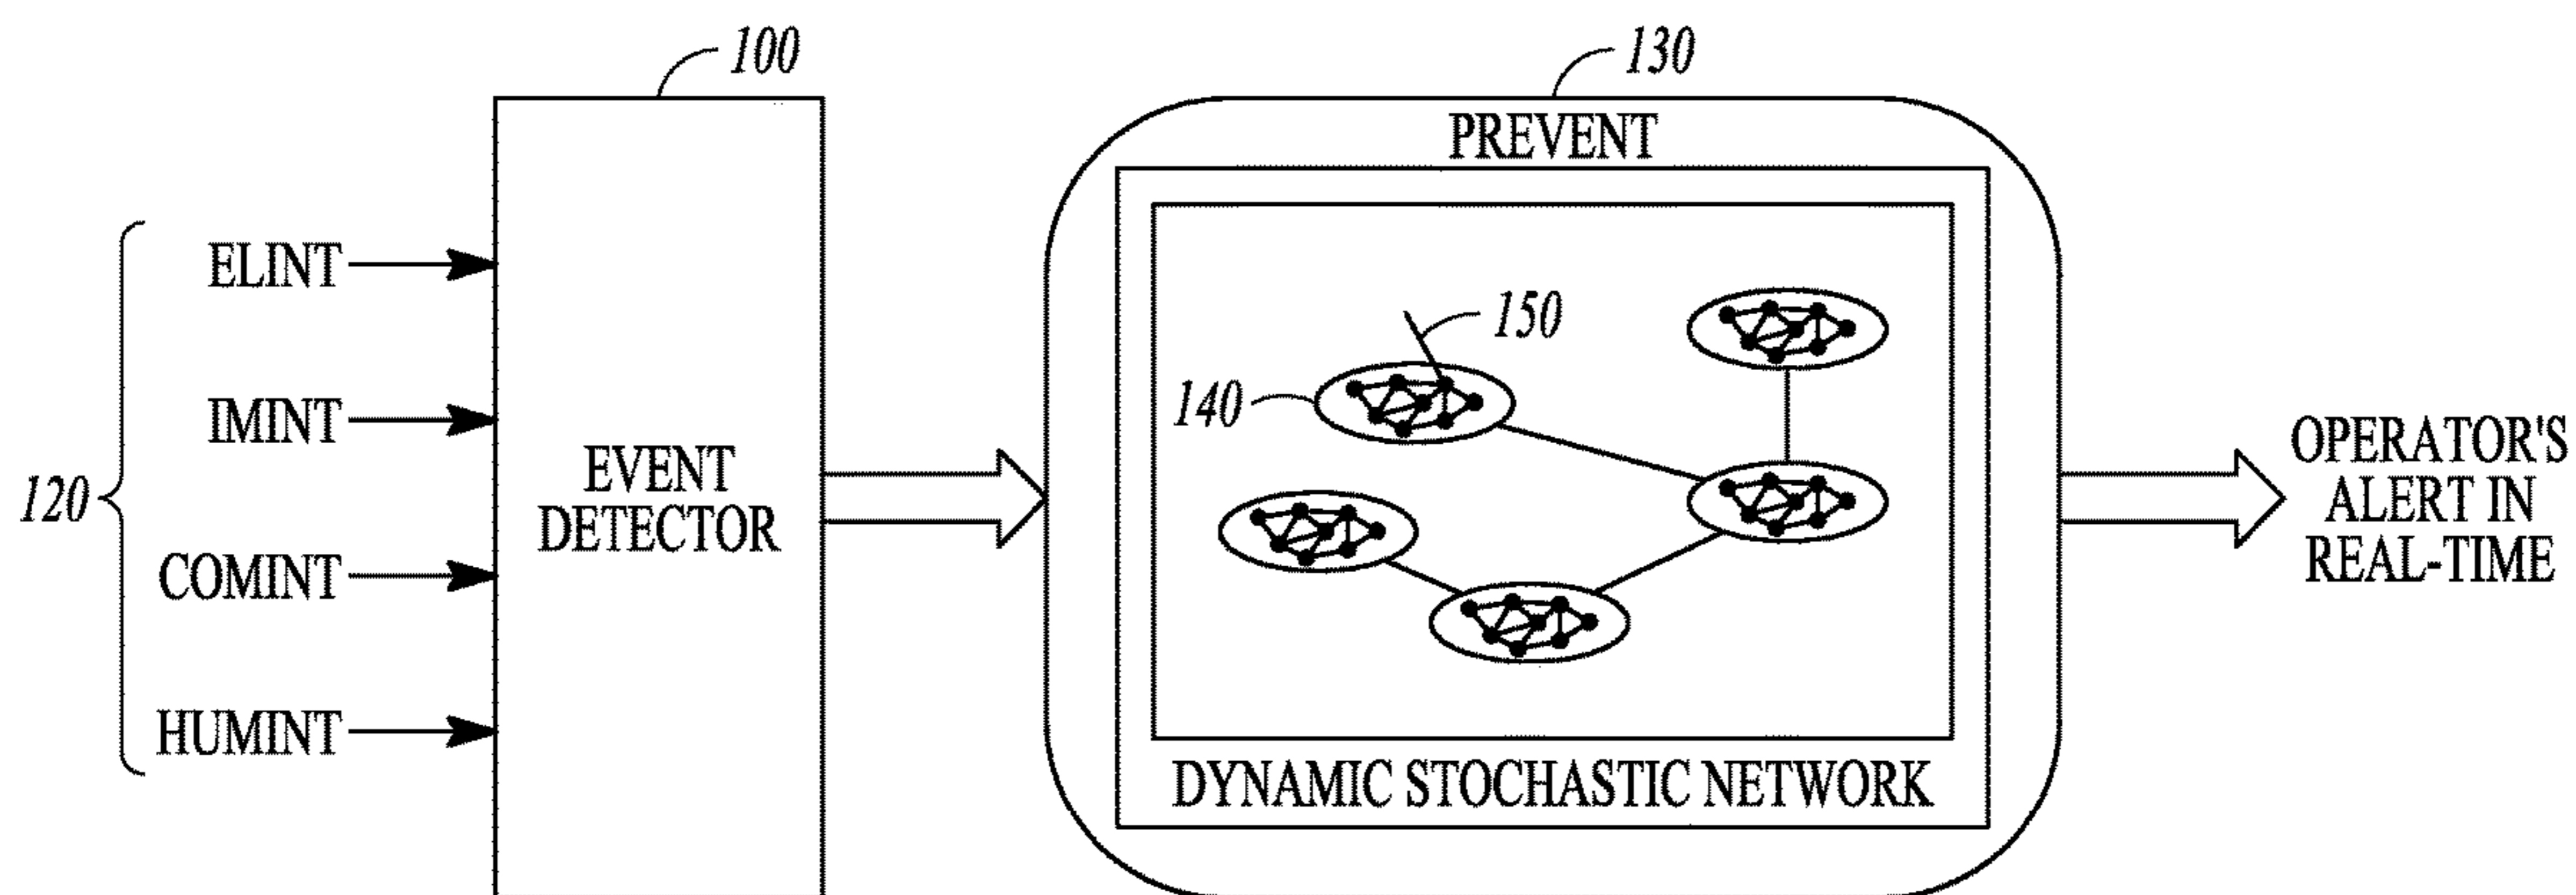 100
130
PREVENT
ELINT
150
140
IMINT
120
EVENT
DETECTOR
OPERATOR'S
ALERT IN
REAL-TIME
COMINT
HUMINT
DYNAMIC STOCHASTIC NETWORK